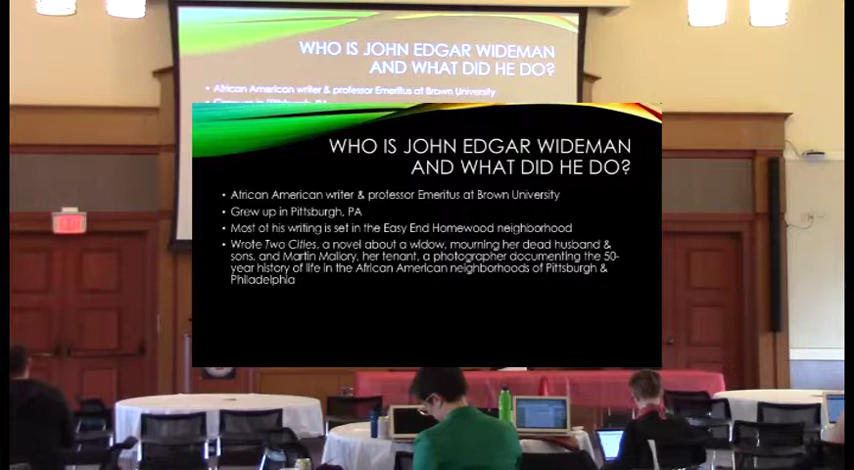 WHO IS JOHN EDGAR WIDEMAN
AND WHAT DID HE DO?
• African American writer & professor Emeritus at Brown University
WHO IS JOHN EDGAR WIDEMAN
AND WHAT DID HE DO?
• African American writer & professor Emeritus at Brown University
• Grew up in Pittsburgh, PA
• Most of his writing is set in the Easy End Homewood neighborhood
• Wrote Two Cities, a novel about a widow, mourning her dead husband &
sons, and Martin Mallory, her tenant, a photographer documenting the 50-
year history of life in the African American neighborhoods of Pittsburgh &
Philadelphia